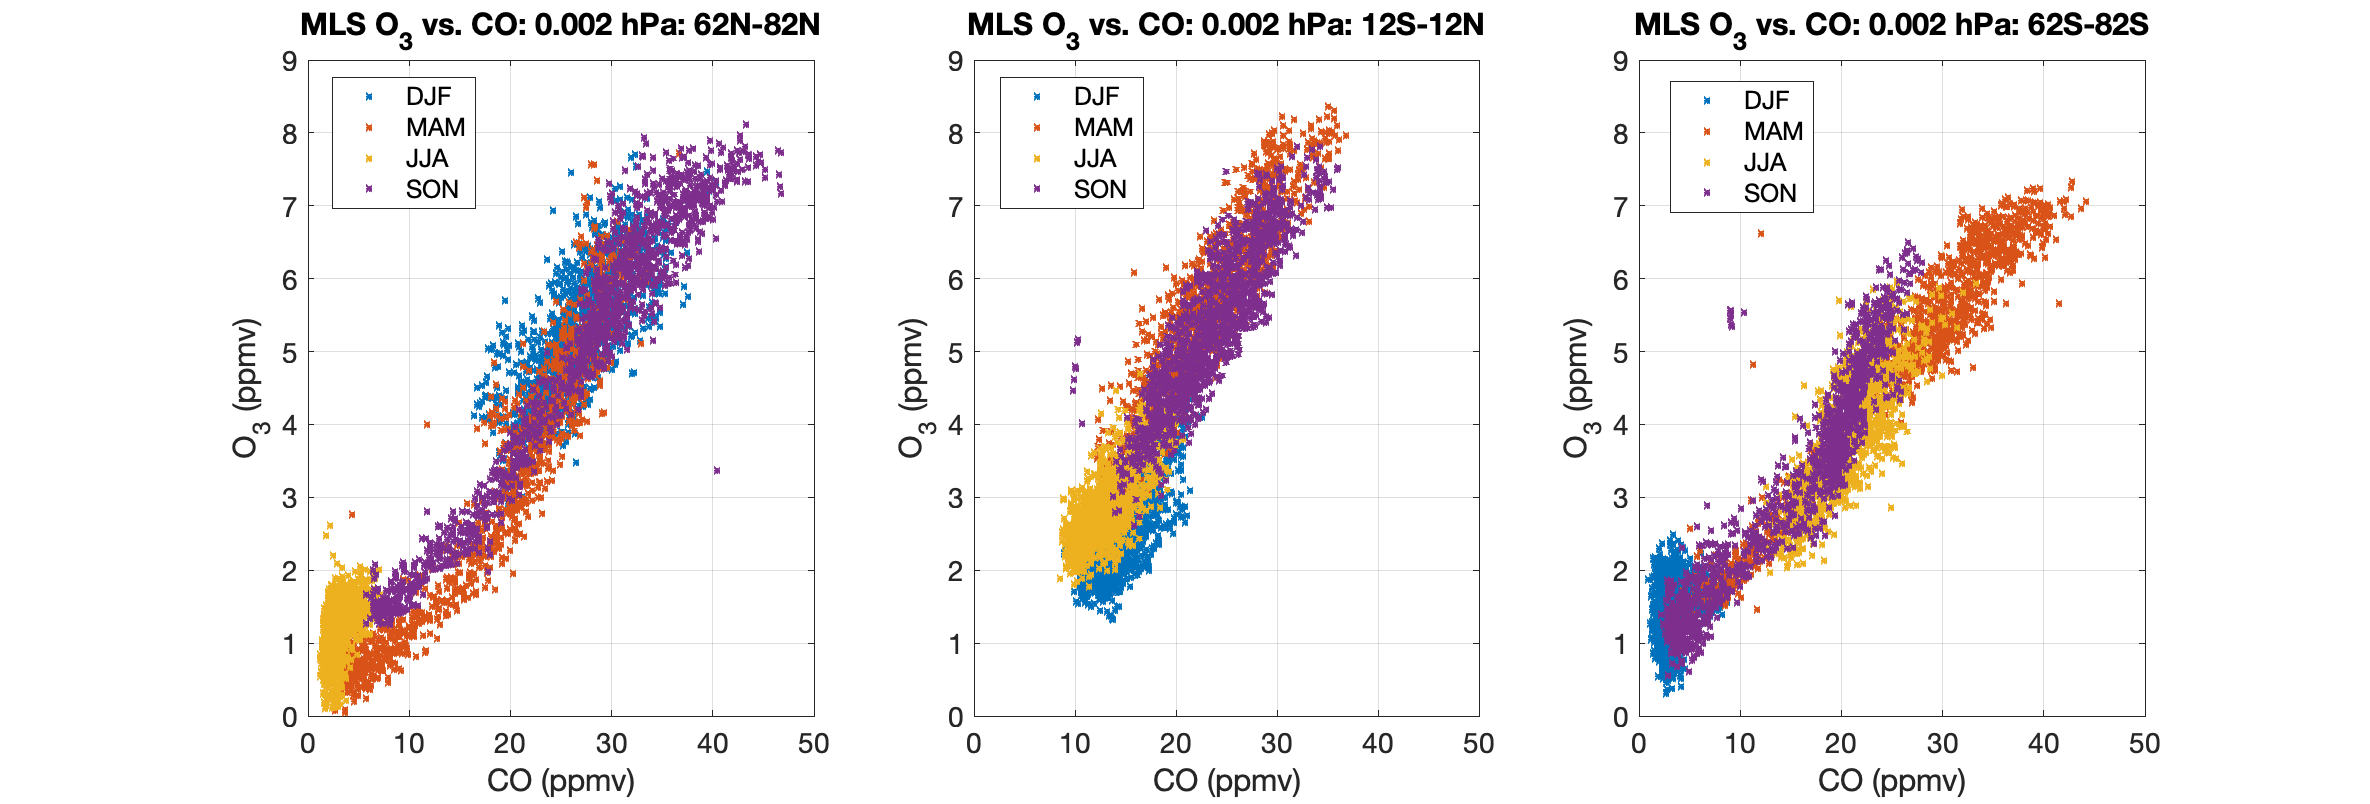 MLS O3 vs. CO: 0.002 hPa: 62N-82N
9
8
7
6
5
4
3
2
1
0
O3 (ppmv)
DJF
MAM
JJA
SON
0 10 20 30 40 50
CO (ppmv)
MLS O3 vs. CO: 0.002 hPa: 12S-12N
9
8
7
6
5
4
3
2
1
0
O3 (ppmv)
DJF
MAM
JJA
SON
0 10 20 30 40 50
CO (ppmv)
MLS O3 vs. CO: 0.002 hPa: 62S-82S
9
8
7
6
5
4
3
2
1
0
O3 (ppmv)
DJF
MAM
JJA
SON
0 10 20 30 40 50
CO (ppmv)